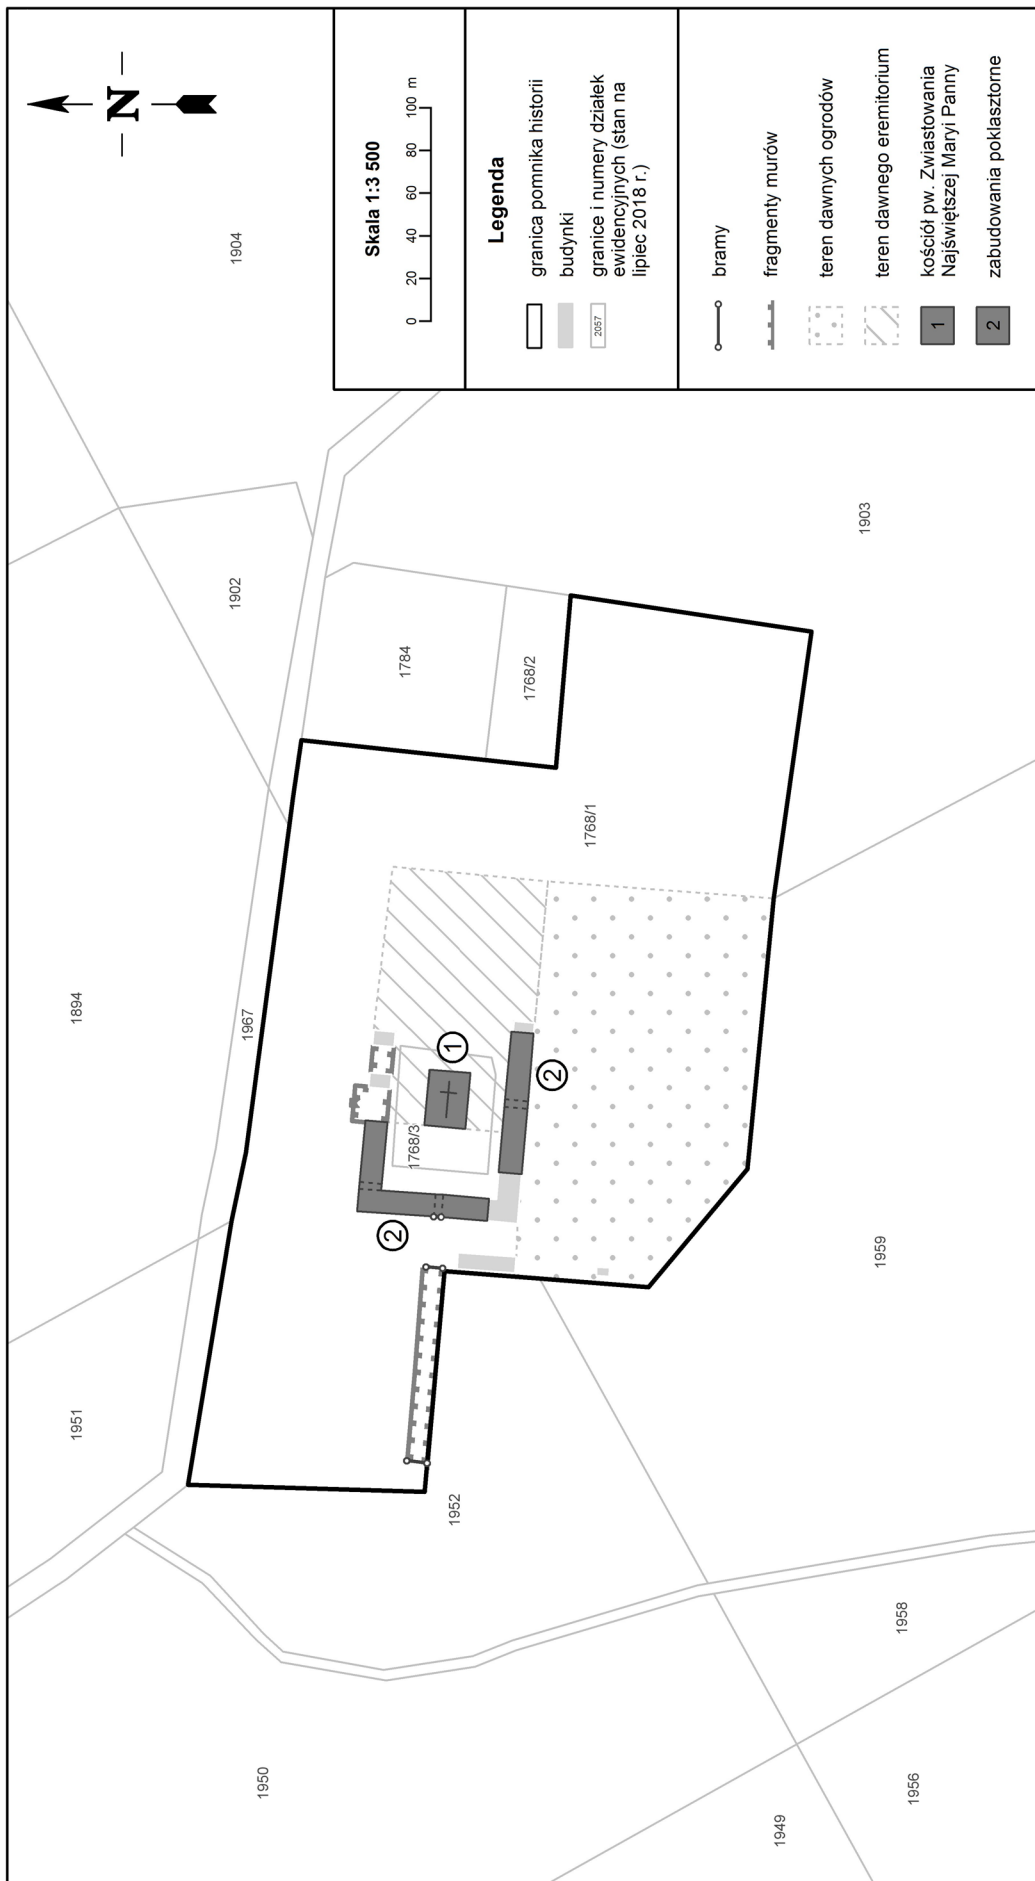 N
Skala 1:3 500
0 20 40 60 80 100 m
Legenda
granica pomnika historii
budynki
2057
granice i numery działek
ewidencyjnych (stan na
lipiec 2018 r.)
bramy
fragmenty murów
teren dawnych ogrodów
teren dawnego eremitorium
1
kościół pw. Zwiastowania
Najświętszej Maryi Panny
2
zabudowania poklasztorne
1951
1894
1950
1967
1902
1904
1784
1768/3
1
2
1952
1768/2
2
1768/1
1949
1956
1958
1959
1903